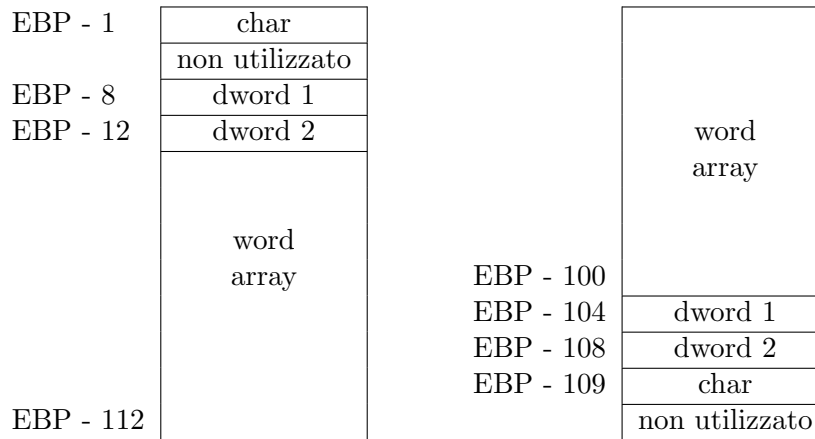 EBP - 1 char
non utilizzato
EBP - 8 dword 1
EBP - 12 dword 2
word
array
EBP - 112
word
array
EBP - 100
EBP - 104 dword 1
EBP - 108 dword 2
EBP - 109 char
non utilizzato